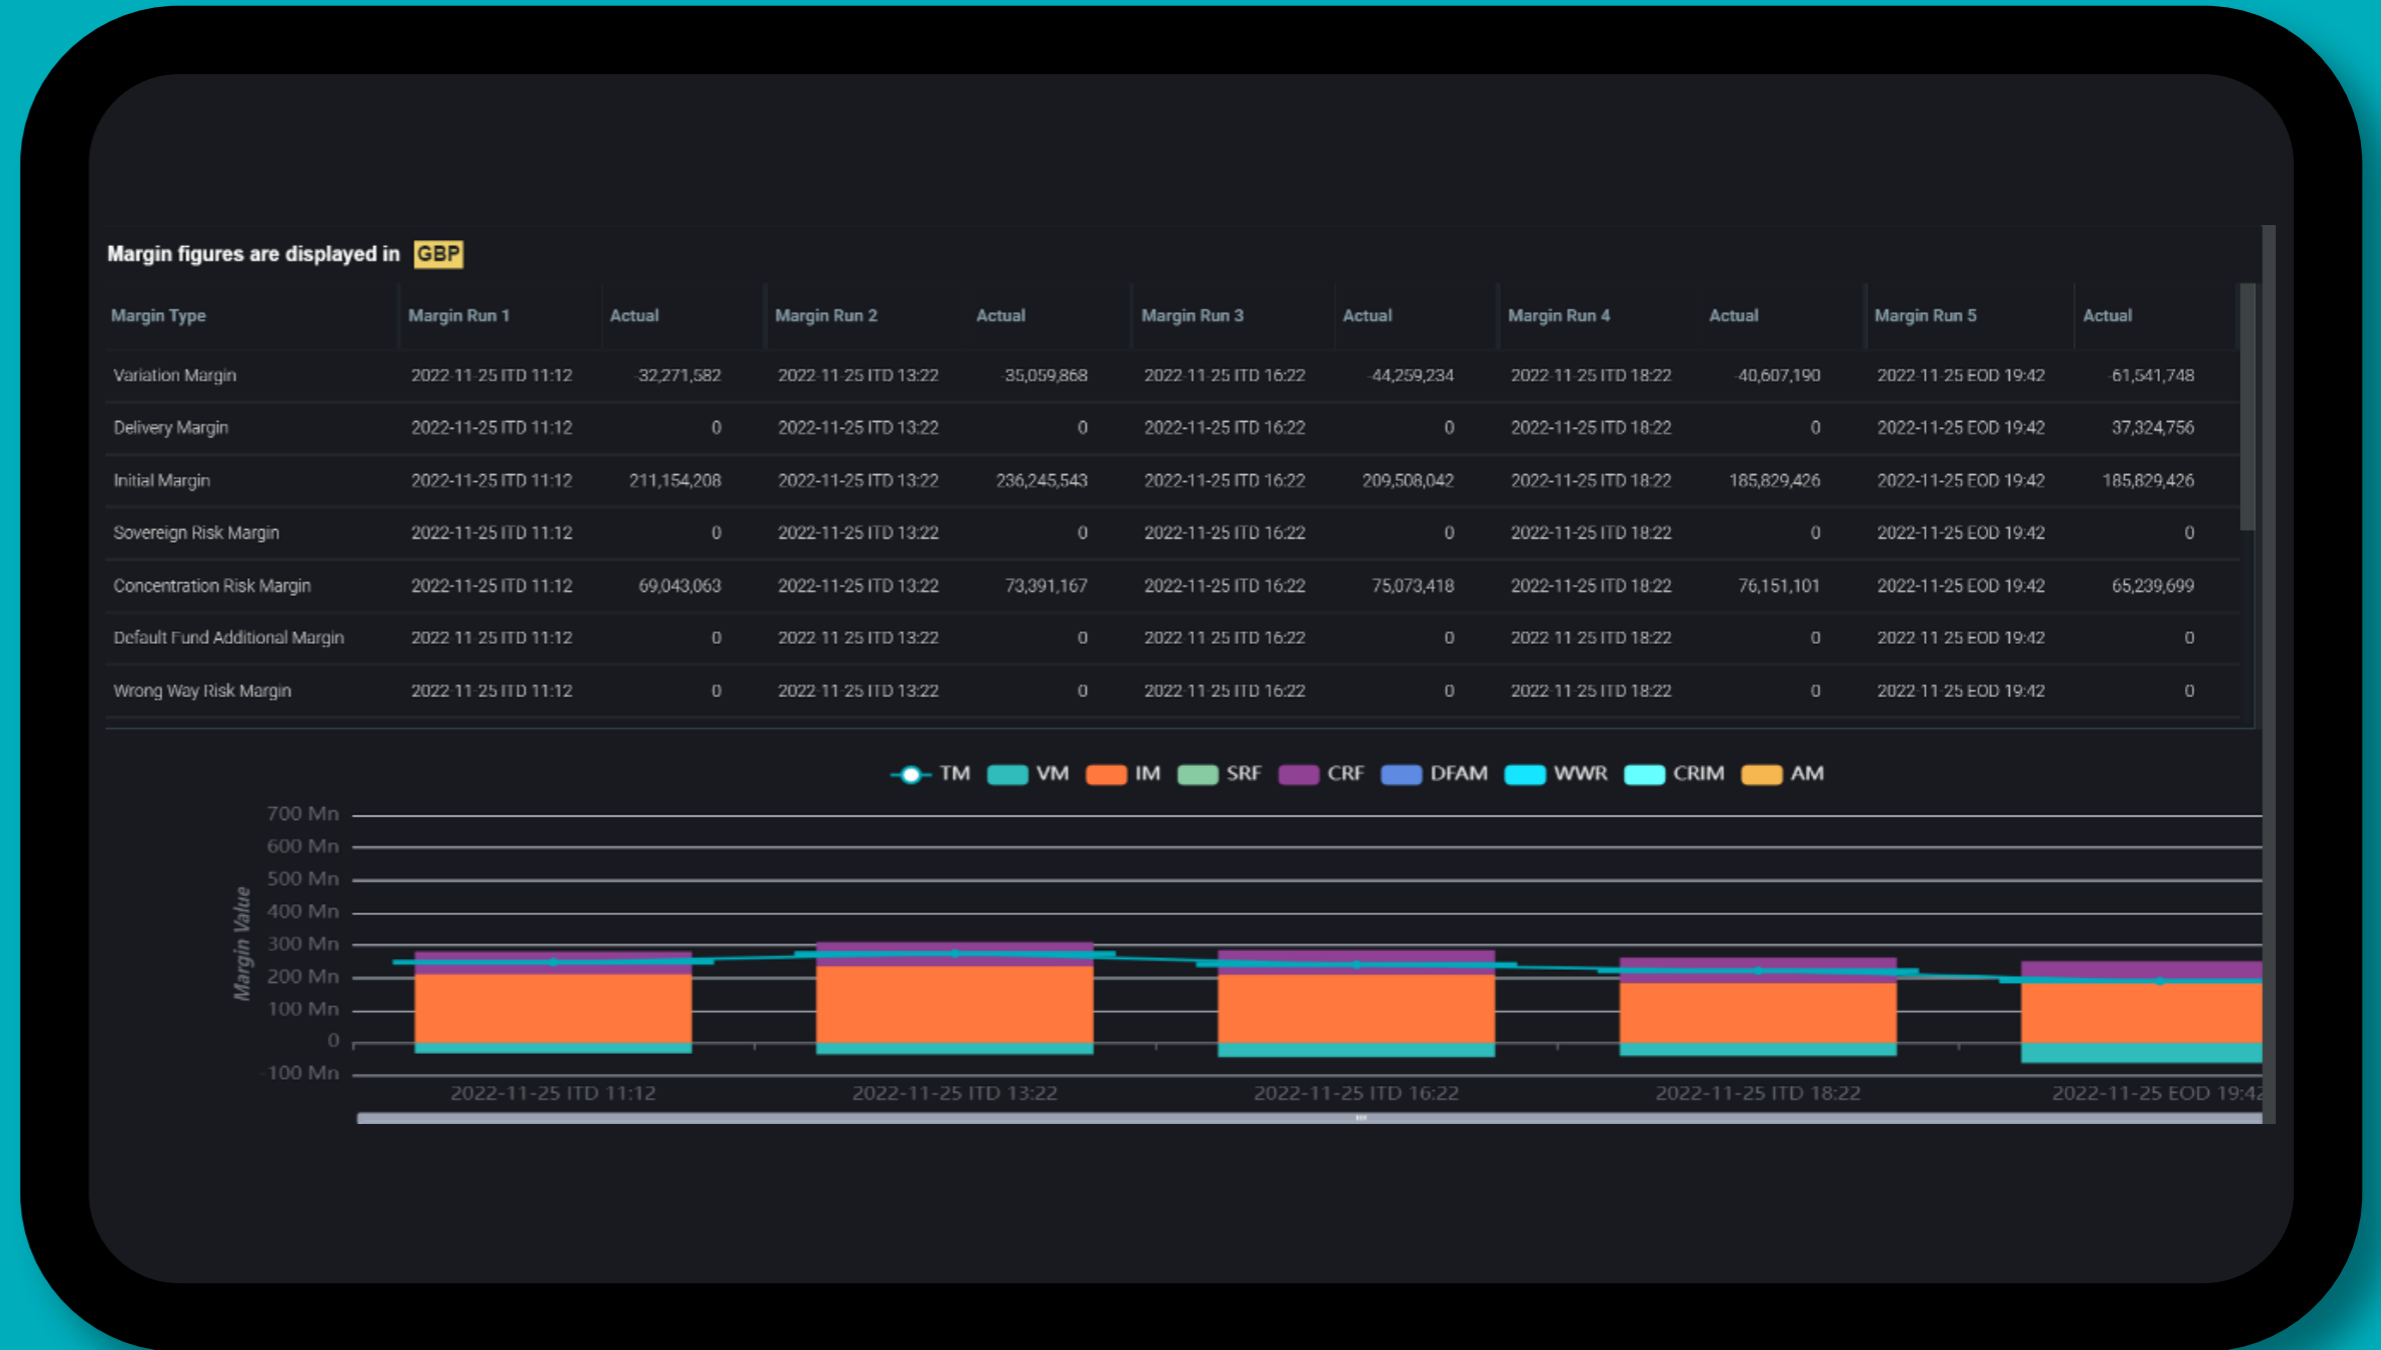 Margin figures are displayed in GBP
Margin Type Margin Run 1 Actual Margin Run 2 Actual Margin Run 3 Actual Margin Run 4 Actual Margin Run 5 Actual
Variation Margin 2022-11-25 ITD 11:12 -32,271,582 2022-11-25 ITD 13:22 -35,059,868 2022-11-25 ITD 16:22 -44,259,234 2022-11-25 ITD 18:22 -40,607,190 2022-11-25 EOD 19:42 -61,541,748
Delivery Margin 2022-11-25 ITD 11:12 0 2022-11-25 ITD 13:22 0 2022-11-25 ITD 16:22 0 2022-11-25 ITD 18:22 0 2022-11-25 EOD 19:42 37,324,756
Initial Margin 2022-11-25 ITD 11:12 211,154,208 2022-11-25 ITD 13:22 236,245,543 2022-11-25 ITD 16:22 209,508,042 2022-11-25 ITD 18:22 185,829,426 2022-11-25 EOD 19:42 185,829,426
Sovereign Risk Margin 2022-11-25 ITD 11:12 0 2022-11-25 ITD 13:22 0 2022-11-25 ITD 16:22 0 2022-11-25 ITD 18:22 0 2022-11-25 EOD 19:42 0
Concentration Risk Margin 2022-11-25 ITD 11:12 69,043,063 2022-11-25 ITD 13:22 73,391,167 2022-11-25 ITD 16:22 75,073,418 2022-11-25 ITD 18:22 76,151,101 2022-11-25 EOD 19:42 65,239,699
Default Fund Additional Margin 2022-11-25 ITD 11:12 0 2022-11-25 ITD 13:22 0 2022-11-25 ITD 16:22 0 2022-11-25 ITD 18:22 0 2022-11-25 EOD 19:42 0
Wrong Way Risk Margin 2022-11-25 ITD 11:12 0 2022-11-25 ITD 13:22 0 2022-11-25 ITD 16:22 0 2022-11-25 ITD 18:22 0 2022-11-25 EOD 19:42 0
TM VM IM SRF CRF DFAM WWR CRIM AM
700 Mn
600 Mn
500 Mn
400 Mn
300 Mn
200 Mn
100 Mn
0
-100 Mn
Margin Value
2022-11-25 ITD 11:12 2022-11-25 ITD 13:22 2022-11-25 ITD 16:22 2022-11-25 ITD 18:22 2022-11-25 EOD 19:42